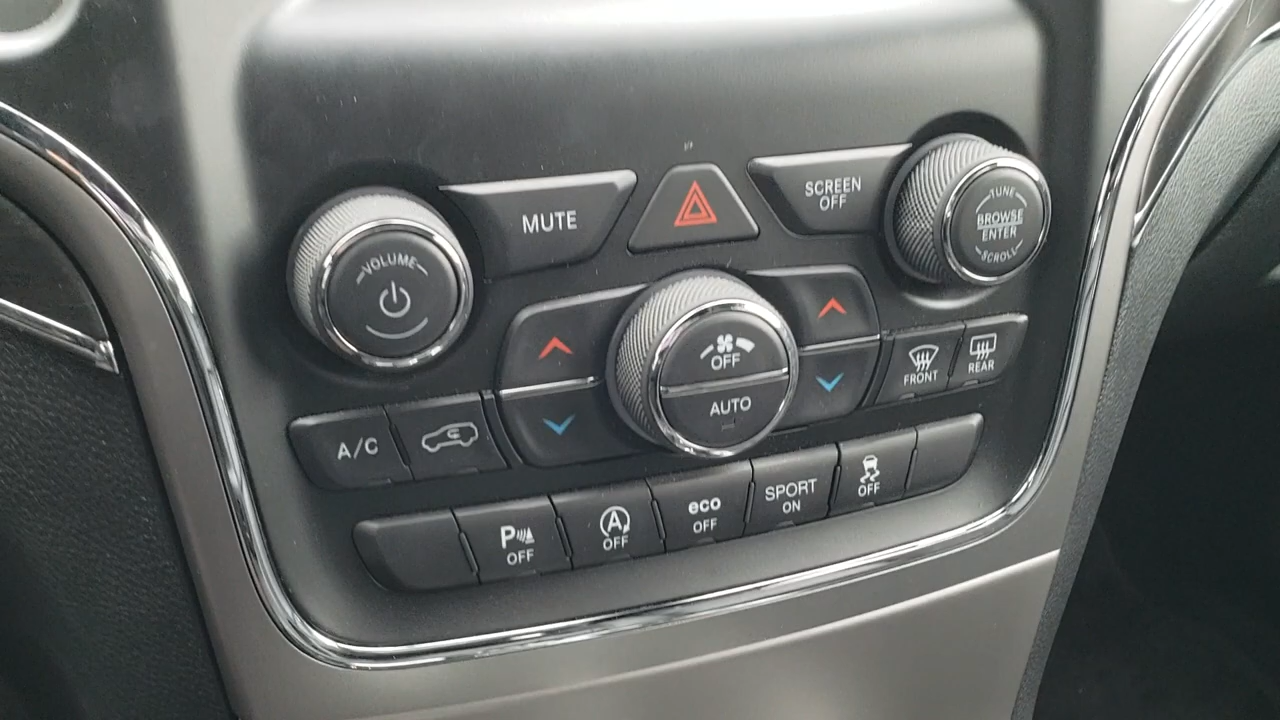 MUTE
SCREEN
OFF
TUNE
BROWSE
ENTER
SCROLL
VOLUME
OFF
AUTO
FRONT
REAR
A/C
P
OFF
A
OFF
eco
OFF
SPORT
ON
OFF